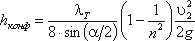 h_конф = λ_T / (8·sin(α/2)) (1 − 1/n²) υ₂²/2g